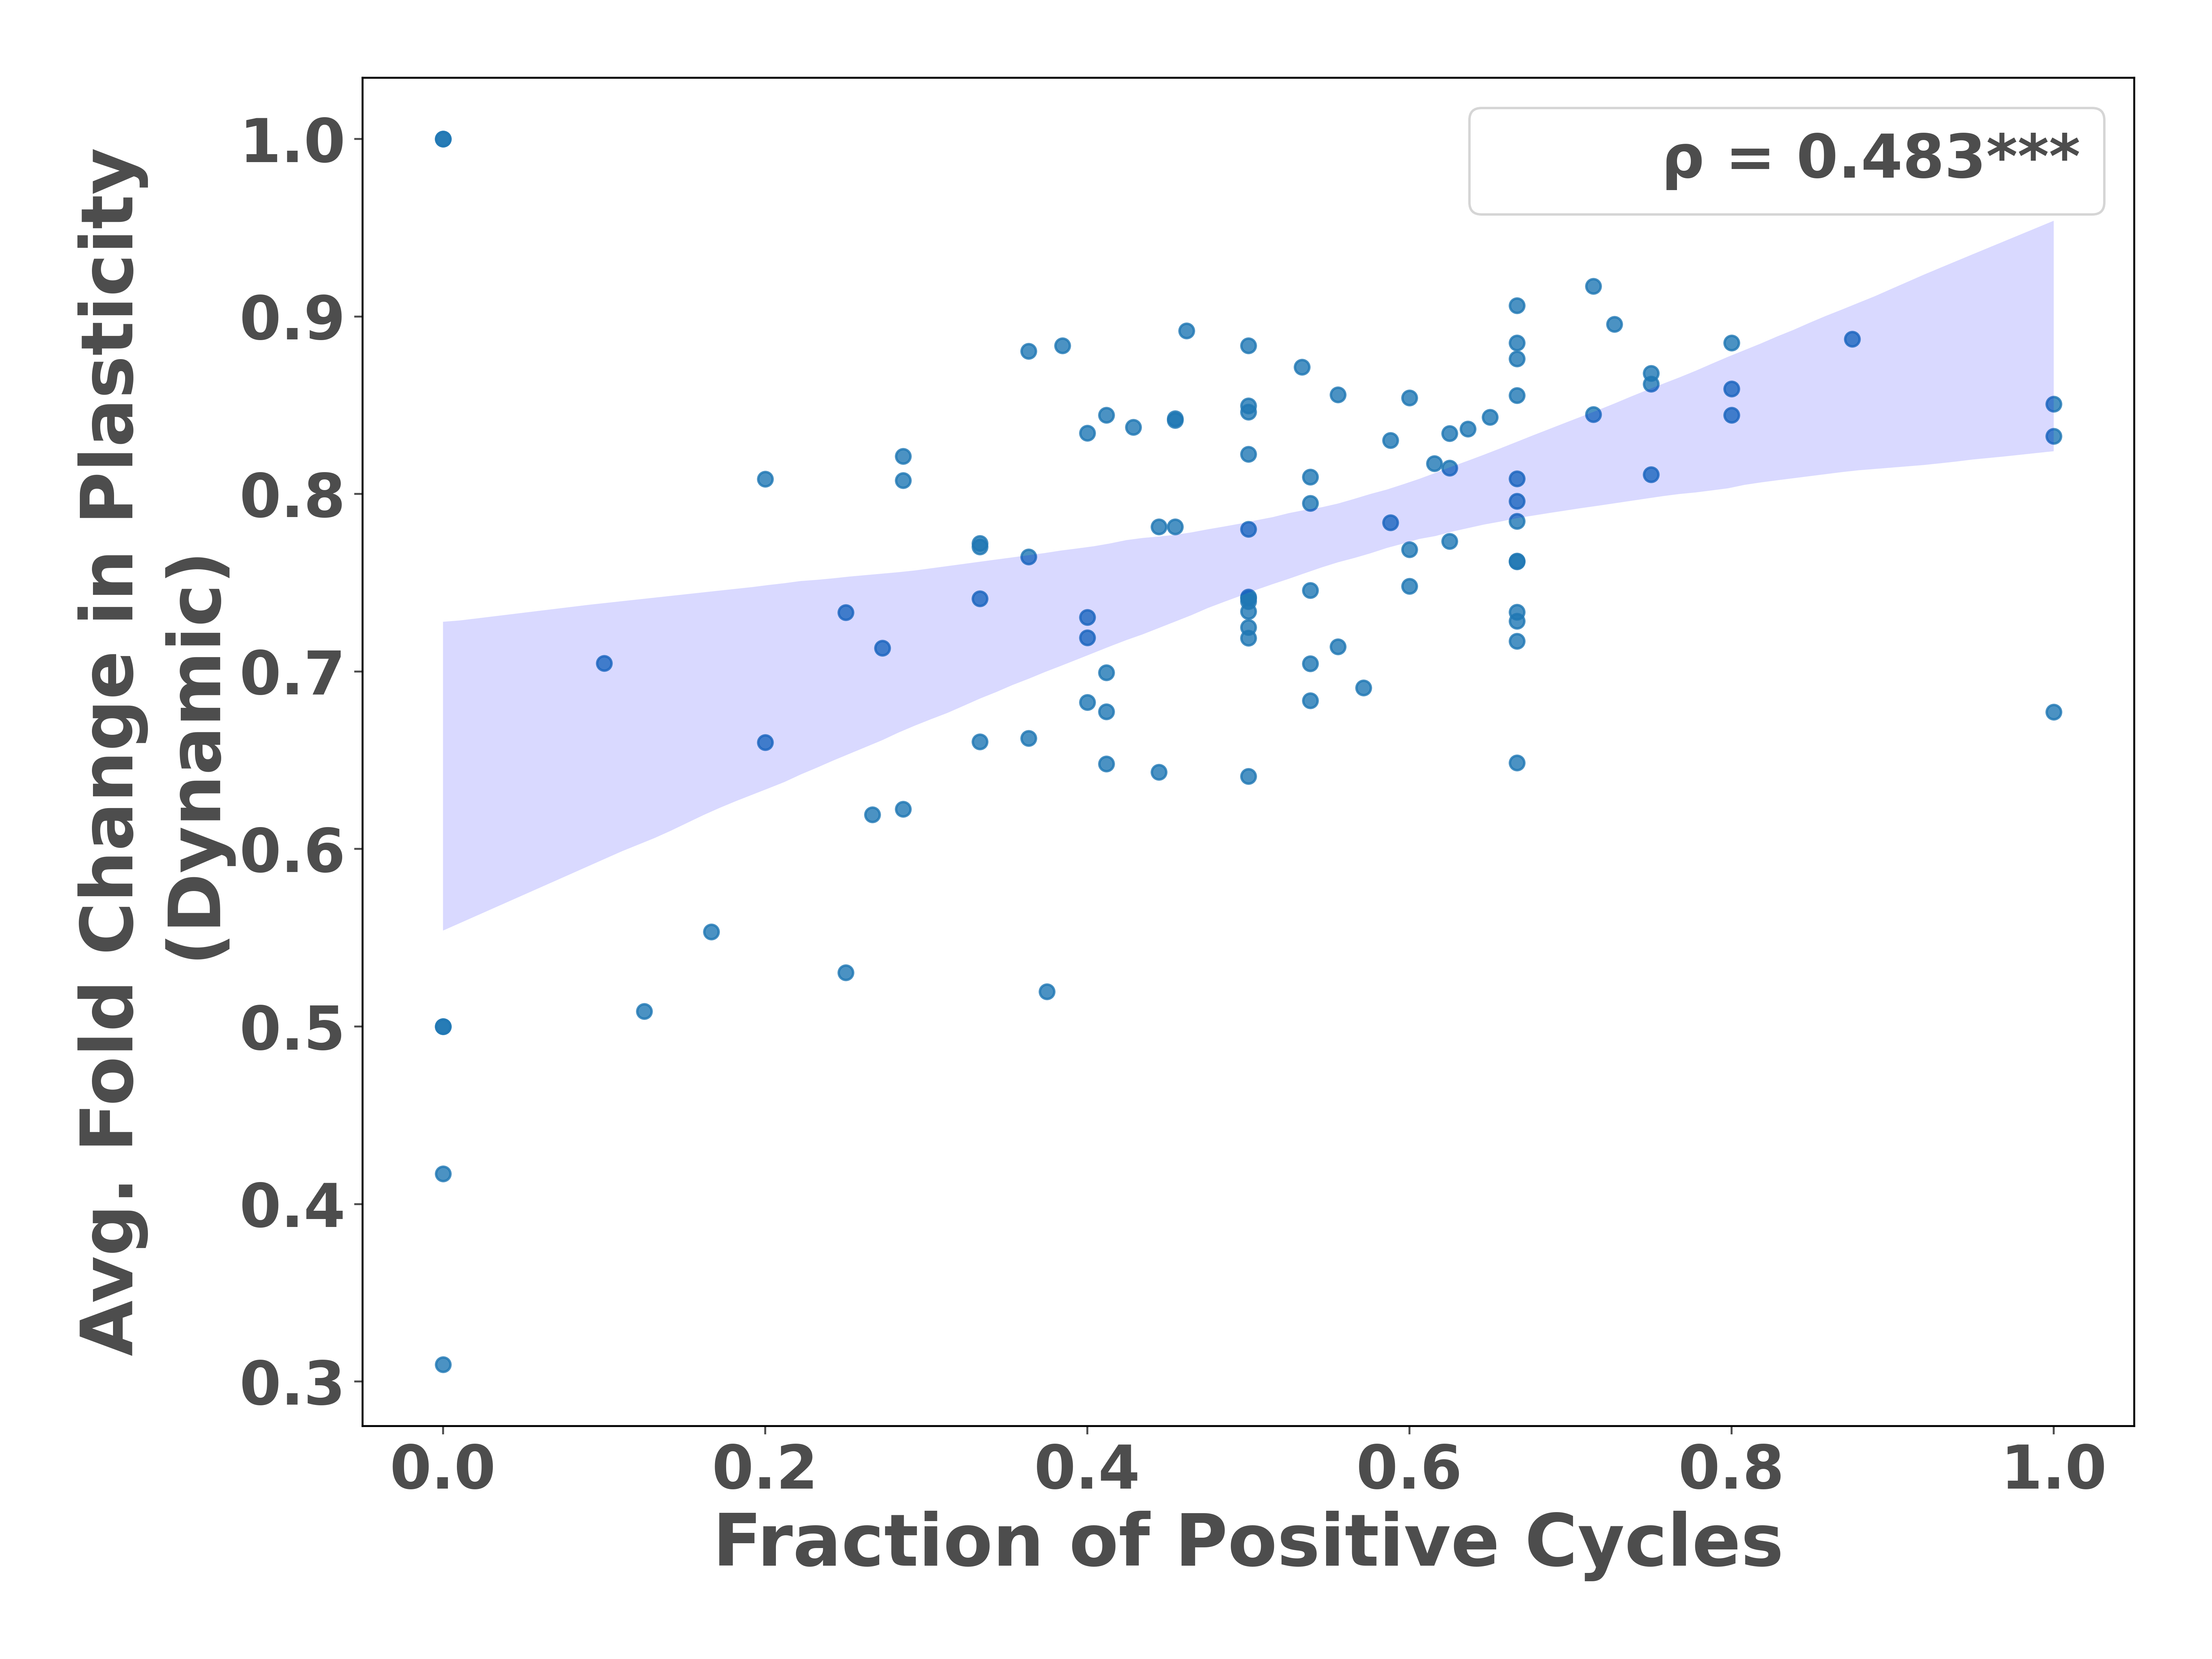 Avg. Fold Change in Plasticity
(Dynamic)
1.0
0.9
0.8
0.7
0.6
0.5
0.4
0.3
ρ = 0.483***
0.0 0.2 0.4 0.6 0.8 1.0
Fraction of Positive Cycles